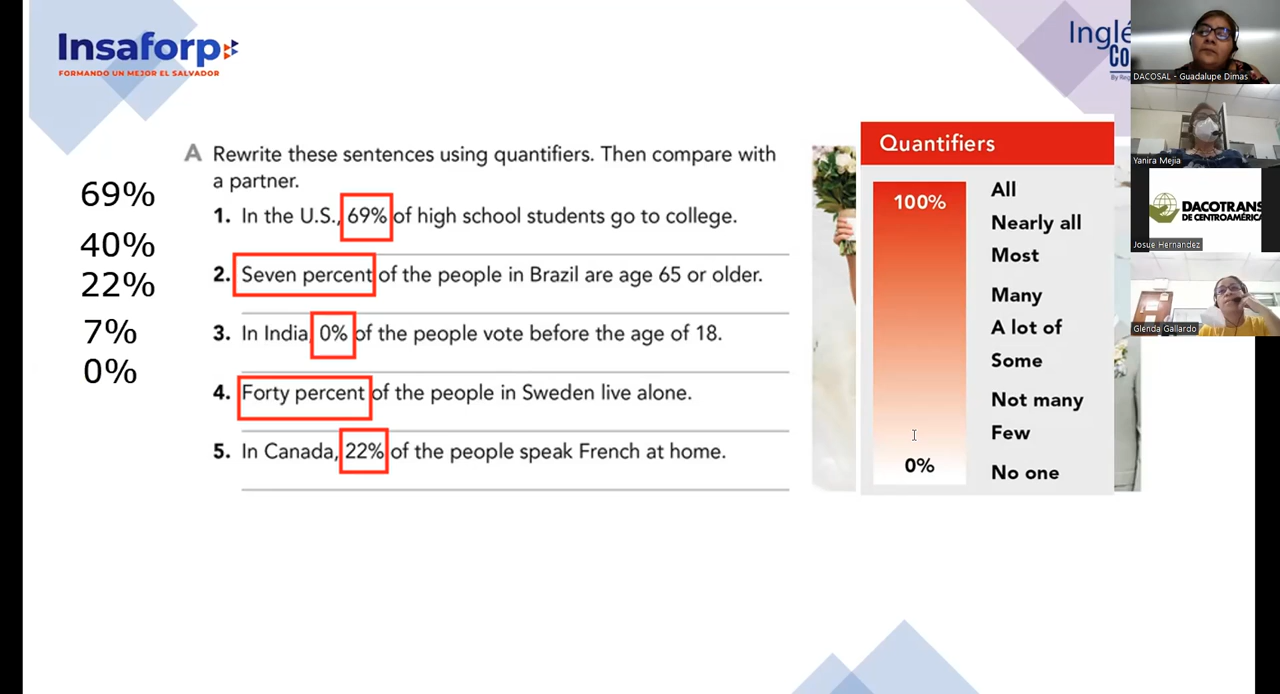 Insaforp
FORMANDO UN MEJOR EL SALVADOR
A Rewrite these sentences using quantifiers. Then compare with
a partner.
1. In the U.S., 69% of high school students go to college.
2. Seven percent of the people in Brazil are age 65 or older.
3. In India, 0% of the people vote before the age of 18.
4. Forty percent of the people in Sweden live alone.
5. In Canada, 22% of the people speak French at home.
69%
40%
22%
7%
0%
Quantifiers
100%
0%
All
Nearly all
Most
Many
A lot of
Some
Not many
Few
No one
DACOSAL - Guadalupe Dimas
Yanira Mejia
DACOTRANS
DE CENTROAMÉRICA
Josue Hernandez
Glenda Gallardo